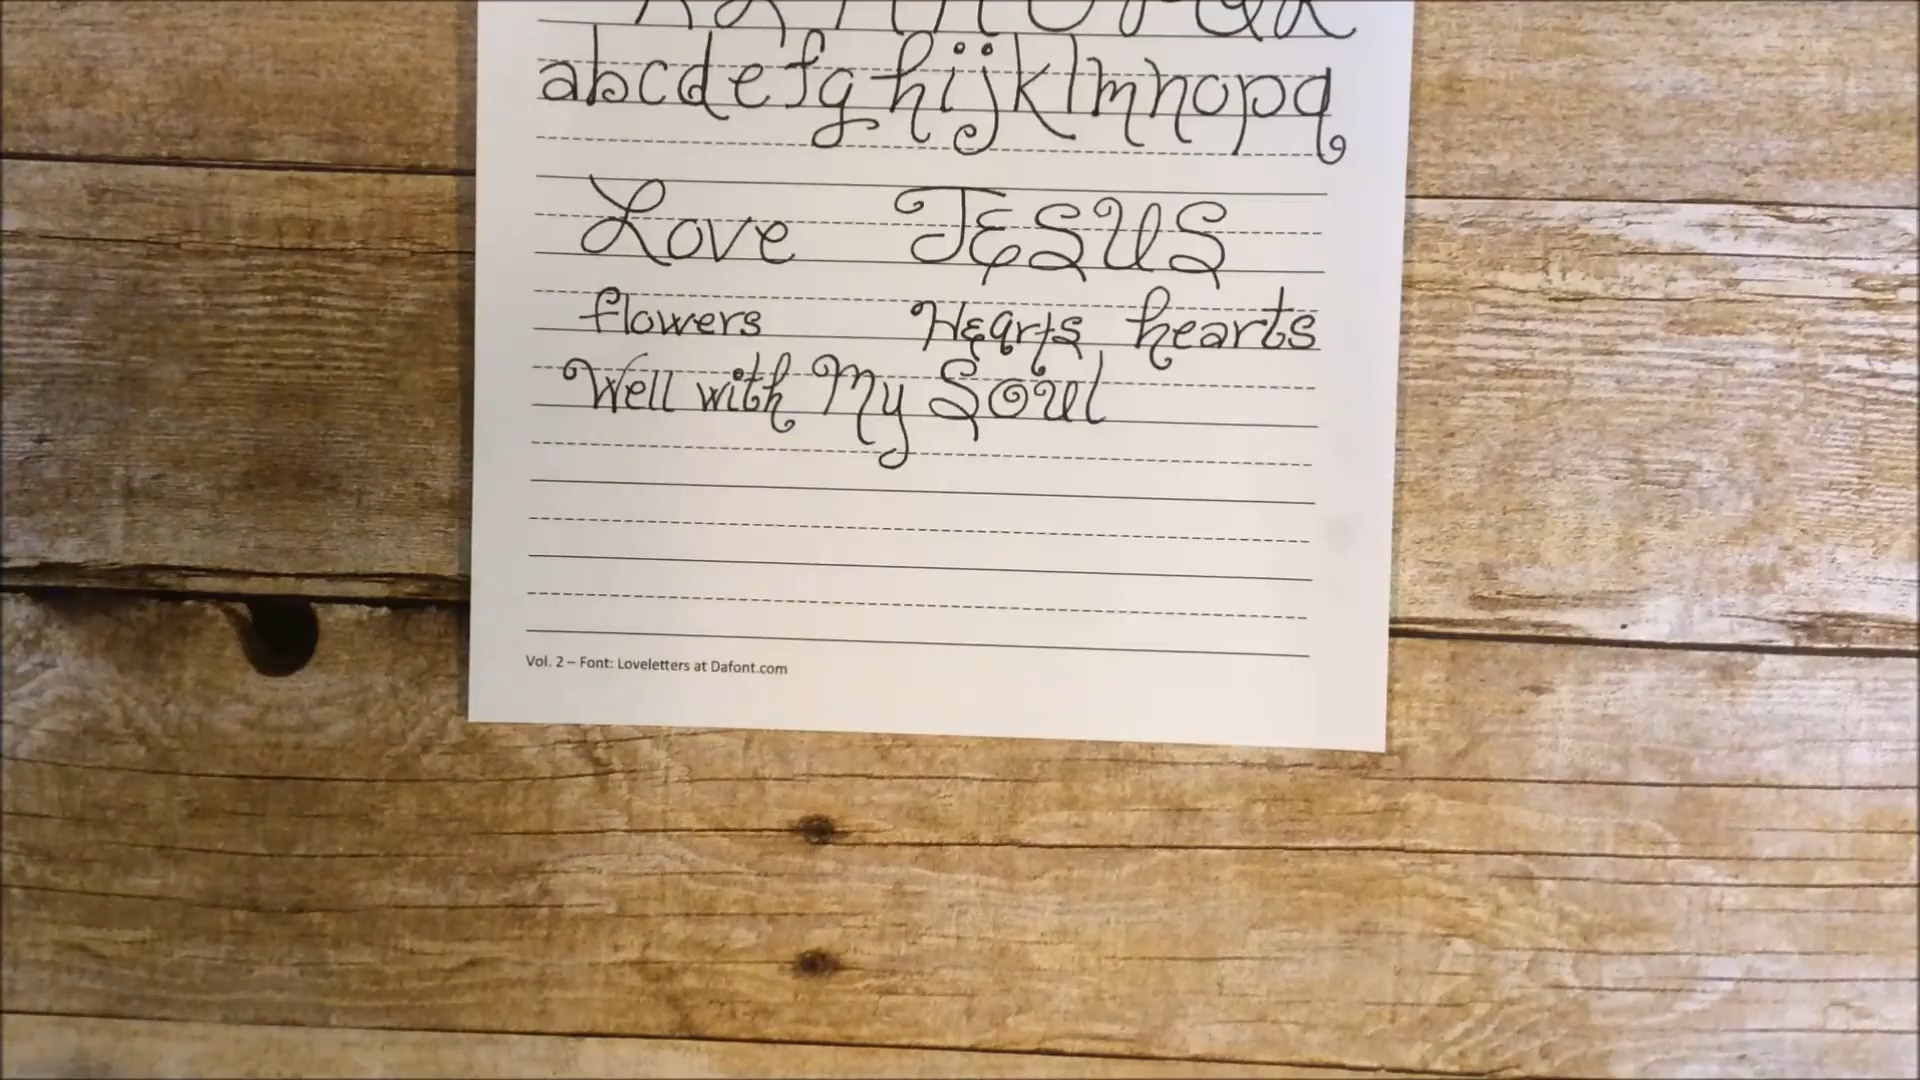 abcdefghijklmnopq
Love JESUS
flowers Hearts hearts
Well with My Soul
Vol. 2 – Font: Loveletters at Dafont.com